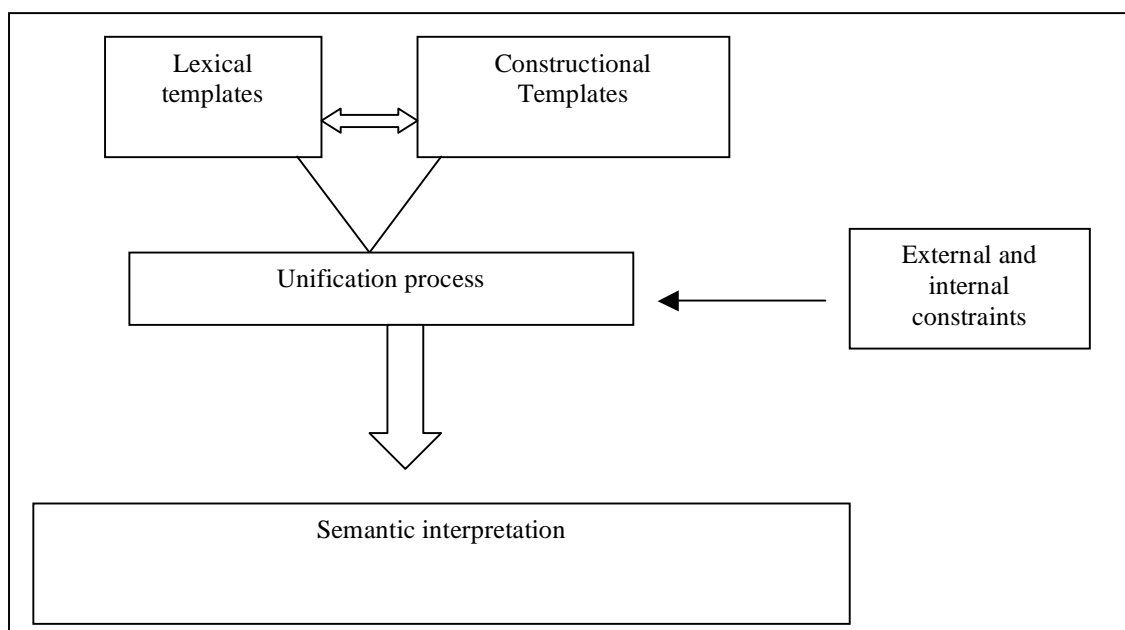 Lexical
templates
Constructional
Templates
Unification process
External and
internal
constraints
Semantic interpretation